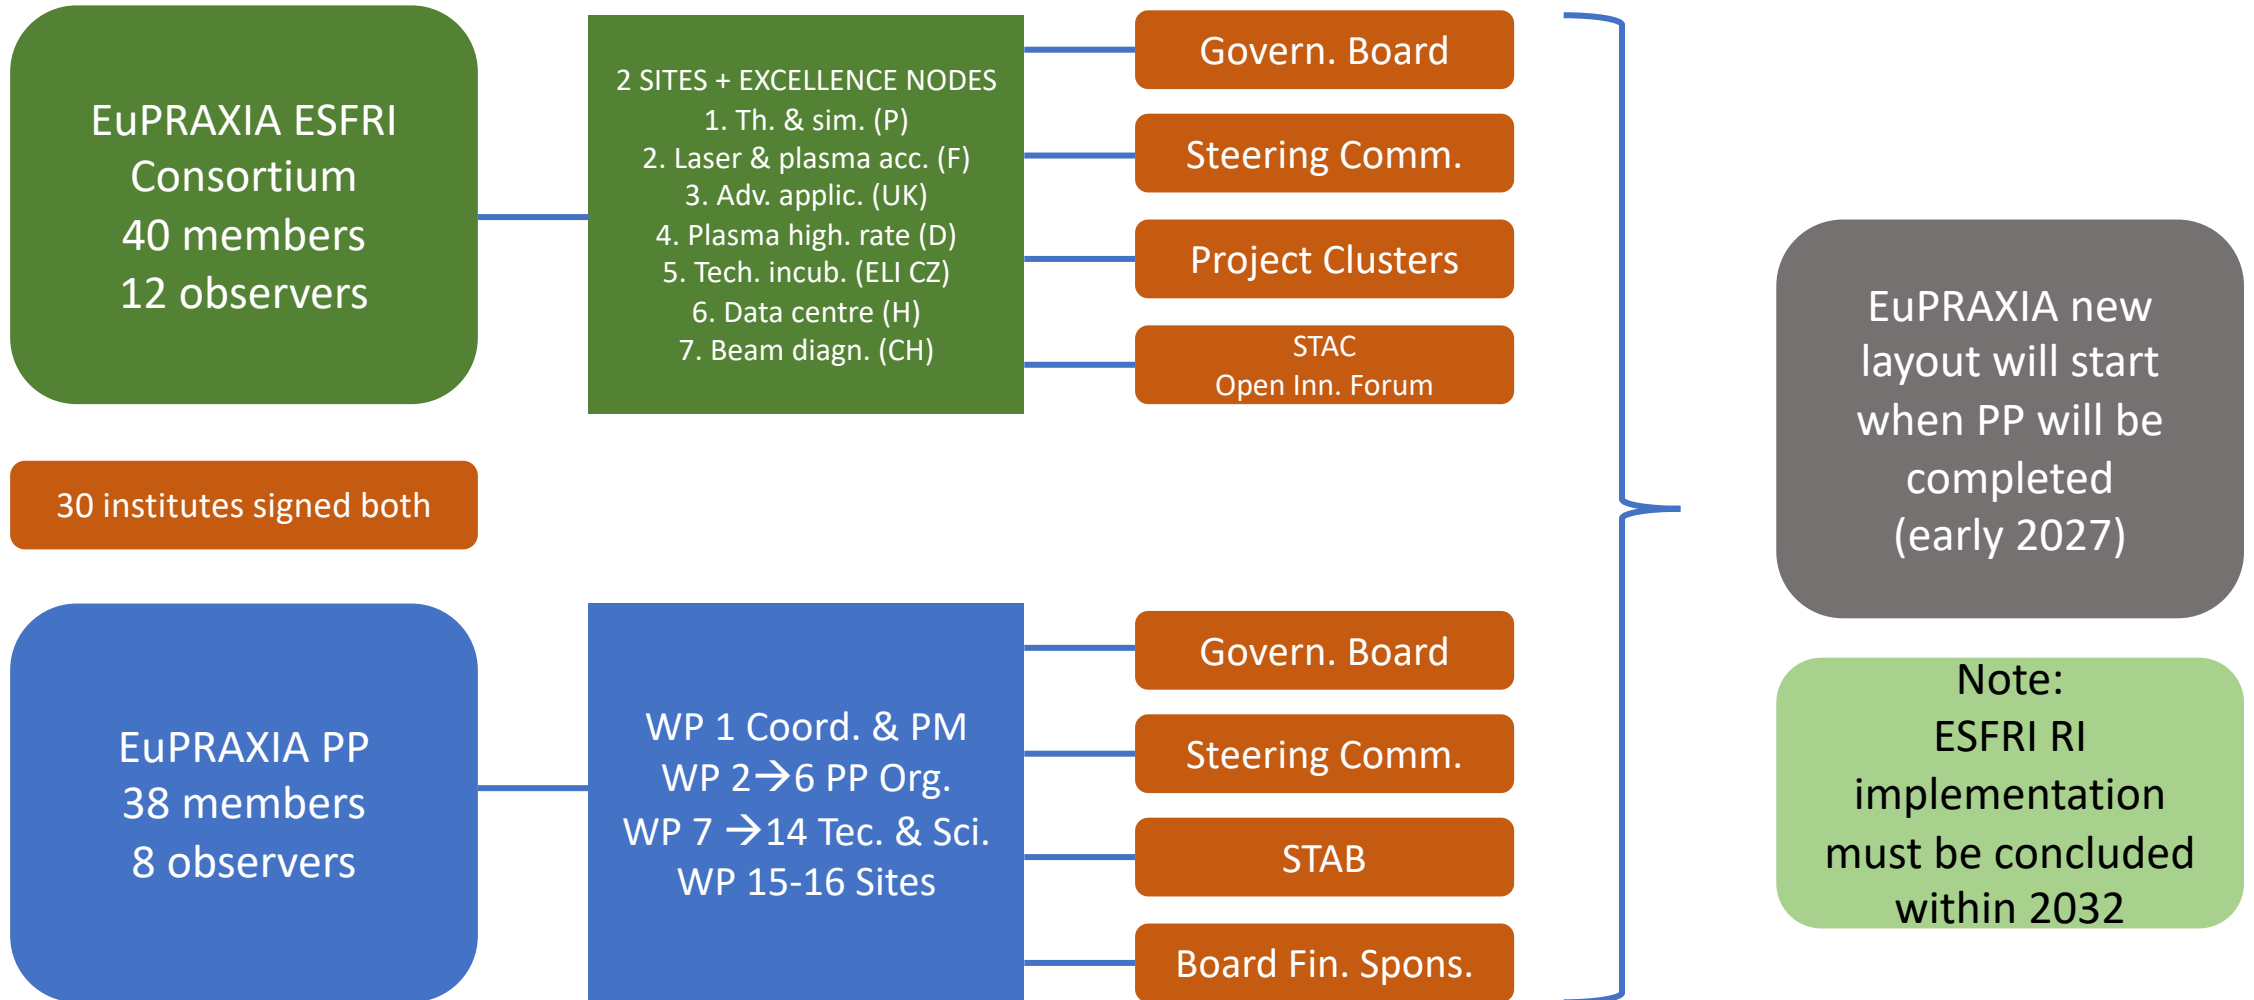 EuPRAXIA ESFRI
Consortium
40 members
12 observers
2 SITES + EXCELLENCE NODES
1. Th. & sim. (P)
2. Laser & plasma acc. (F)
3. Adv. applic. (UK)
4. Plasma high. rate (D)
5. Tech. incub. (ELI CZ)
6. Data centre (H)
7. Beam diagn. (CH)
Govern. Board
Steering Comm.
Project Clusters
STAC
Open Inn. Forum
30 institutes signed both
EuPRAXIA PP
38 members
8 observers
WP 1 Coord. & PM
WP 2→6 PP Org.
WP 7 →14 Tec. & Sci.
WP 15-16 Sites
Govern. Board
Steering Comm.
STAB
Board Fin. Spons.
EuPRAXIA new
layout will start
when PP will be
completed
(early 2027)
Note:
ESFRI RI
implementation
must be concluded
within 2032